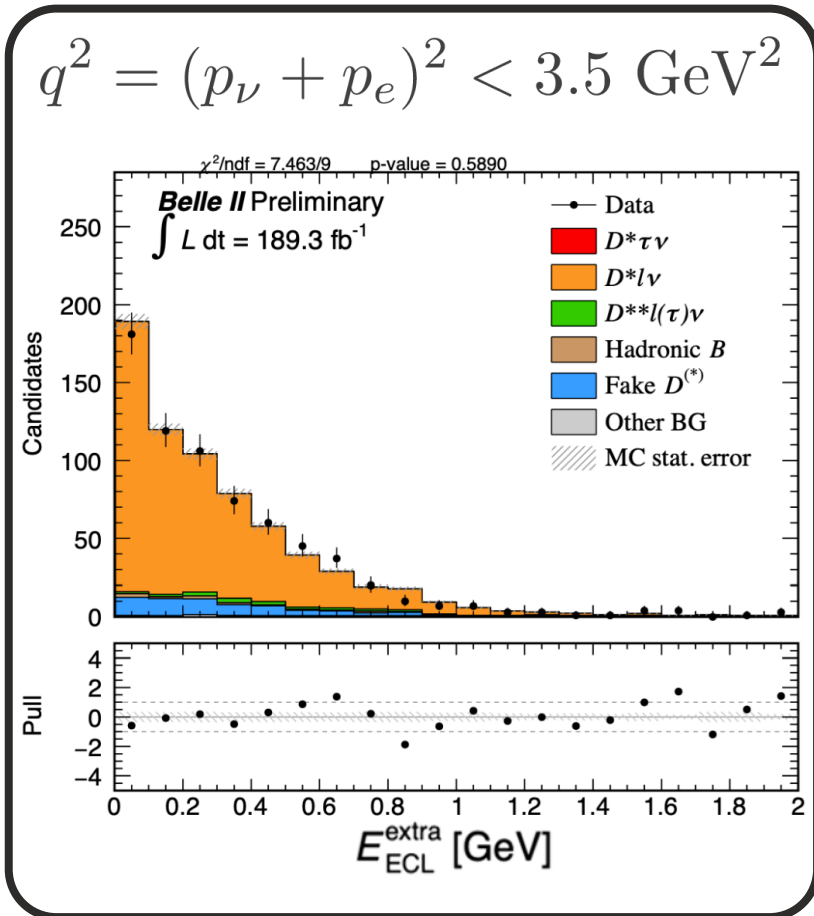 q² = (p_ν + p_e)² < 3.5 GeV²
χ²/ndf = 7.463/9 p-value = 0.5890
Belle II Preliminary
∫ L dt = 189.3 fb⁻¹
Data
D*τν
D*lν
D**l(τ)ν
Hadronic B
Fake D^(*)
Other BG
MC stat. error
Candidates
250
200
150
100
50
0
Pull
4
2
0
−2
−4
0 0.2 0.4 0.6 0.8 1 1.2 1.4 1.6 1.8 2
E_ECL^extra [GeV]